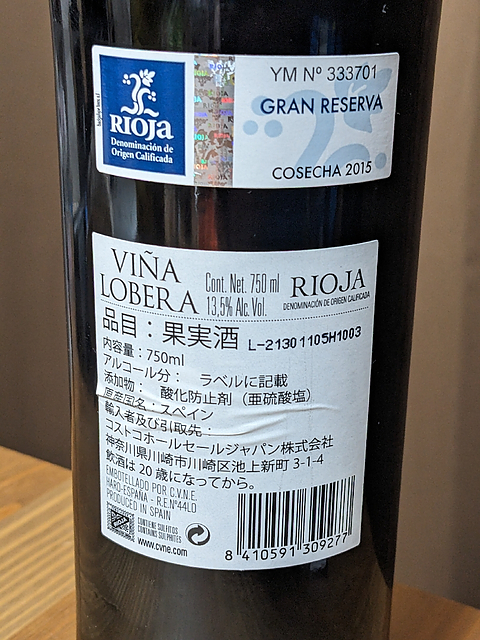 RIOJA
Denominación de
Origen Calificada
YM Nº 333701
GRAN RESERVA
COSECHA 2015
VIÑA
LOBERA
Cont. Net. 750 ml
13,5% Alc. Vol.
RIOJA
DENOMINACIÓN DE ORIGEN CALIFICADA
品目：果実酒
L-21301105H1003
内容量：750ml
アルコール分： ラベルに記載
添加物： 酸化防止剤（亜硫酸塩）
原産国名：スペイン
輸入者及び引取先：
コストコホールセールジャパン株式会社
神奈川県川崎市川崎区池上新町 3-1-4
飲酒は 20 歳になってから。
EMBOTELLADO POR C.V.N.E.
HARO-ESPAÑA - R.E.Nº44LO
PRODUCED IN SPAIN
CONTIENE SULFITOS
CONTAINS SULPHITES
www.cvne.com
8 410591 309277